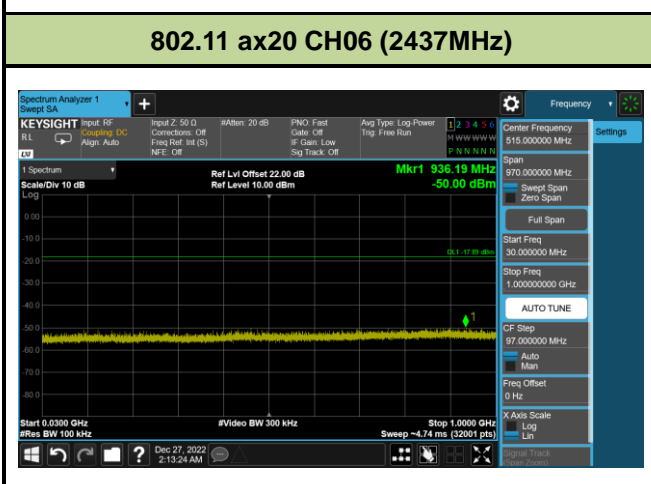 802.11 ax20 CH06 (2437MHz)
Spectrum Analyzer 1
Swept SA
+
Frequency
KEYSIGHT
RL
LXI
Input: RF
Coupling: DC
Align: Auto
Input Z: 50 Ω
Corrections: Off
Freq Ref: Int (S)
NFE: Off
#Atten: 20 dB
PNO: Fast
Gate: Off
IF Gain: Low
Sig Track: Off
Avg Type: Log-Power
Trig: Free Run
1 2 3 4 5 6
M W W W W W
P N N N N N
Center Frequency
515.000000 MHz
Settings
Span
970.000000 MHz
Swept Span
Zero Span
Full Span
Start Freq
30.000000 MHz
Stop Freq
1.000000000 GHz
AUTO TUNE
CF Step
97.000000 MHz
Auto
Man
Freq Offset
0 Hz
X Axis Scale
Log
Lin
Signal Track
(Span Zoom)
1 Spectrum
Scale/Div 10 dB
Log
Ref Lvl Offset 22.00 dB
Ref Level 10.00 dBm
Mkr1 936.19 MHz
-50.00 dBm
0.00
-10.0
DL1 -17.89 dBm
-20.0
-30.0
-40.0
1
-50.0
-60.0
-70.0
-80.0
Start 0.0300 GHz
#Res BW 100 kHz
#Video BW 300 kHz
Stop 1.0000 GHz
Sweep ~4.74 ms (32001 pts)
?
Dec 27, 2022
2:13:24 AM